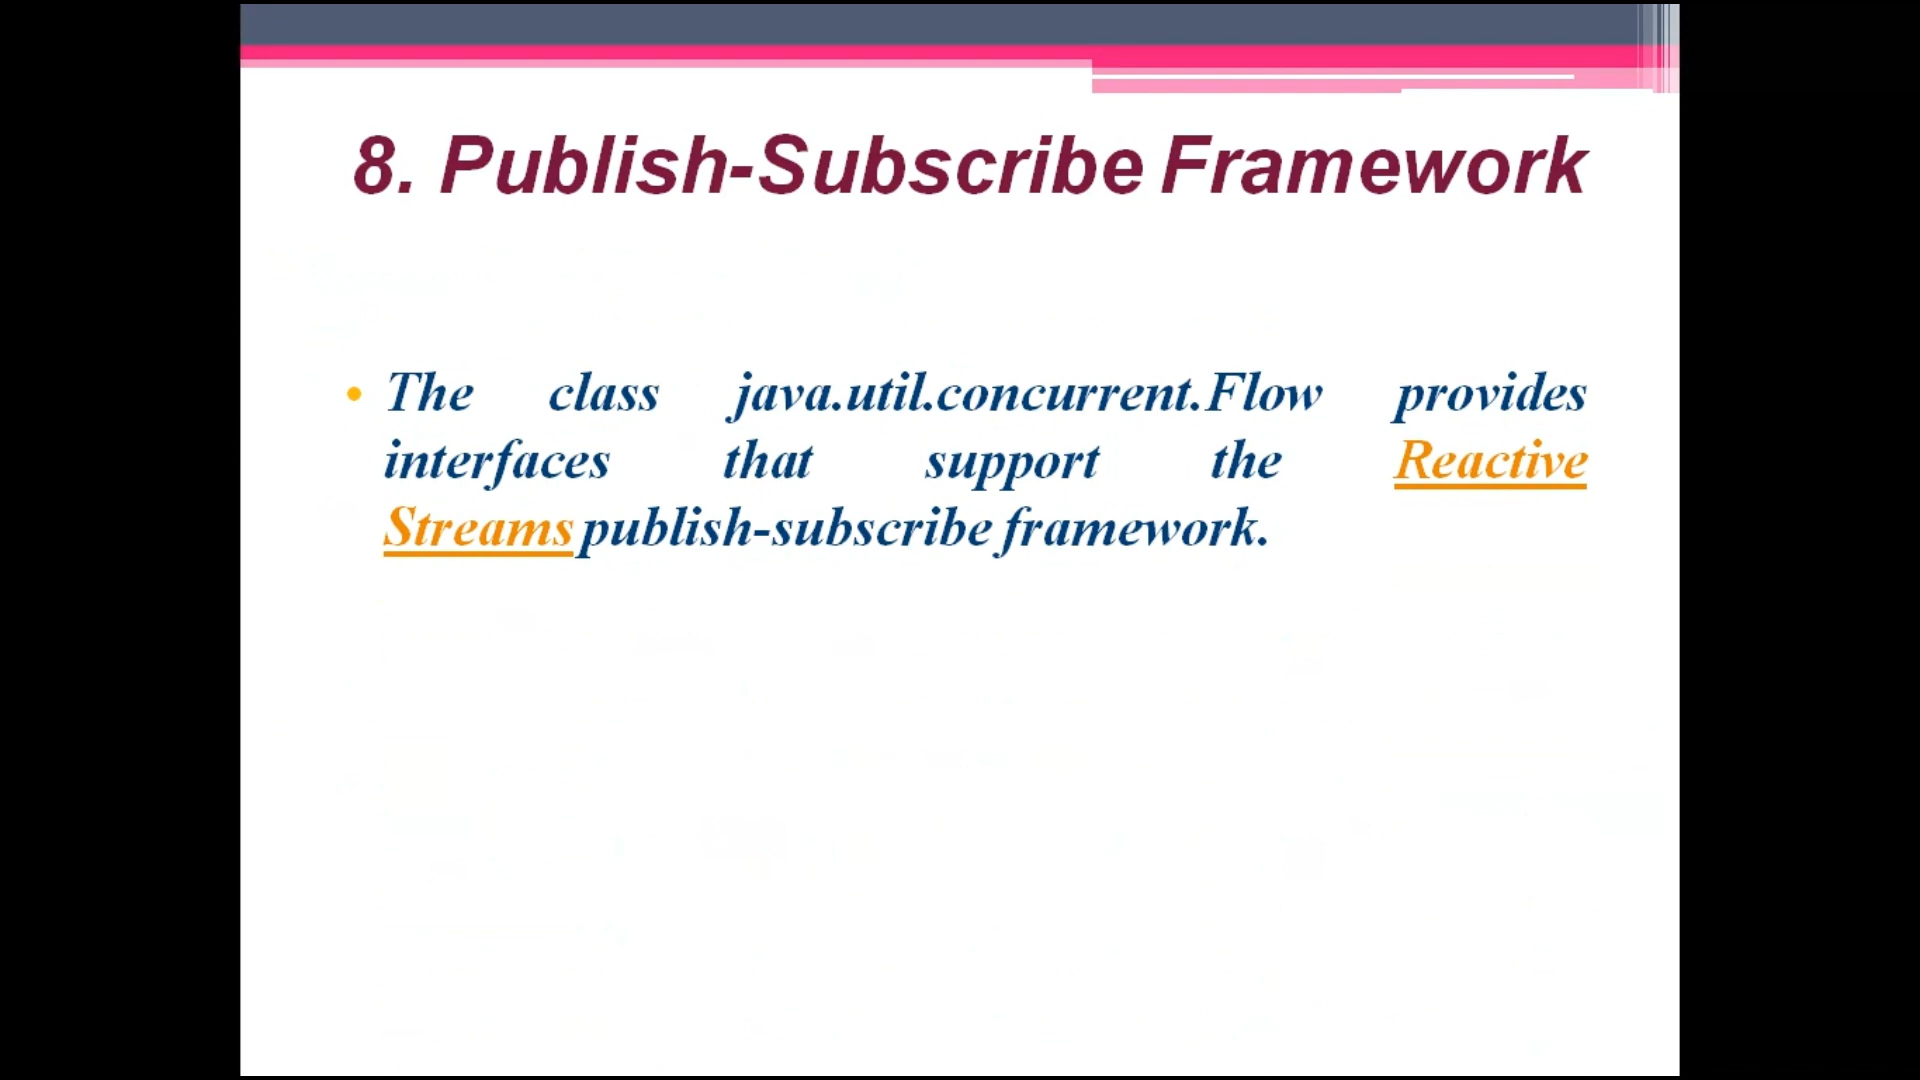 8. Publish-Subscribe Framework
• The class java.util.concurrent.Flow provides
interfaces that support the Reactive
Streams publish-subscribe framework.